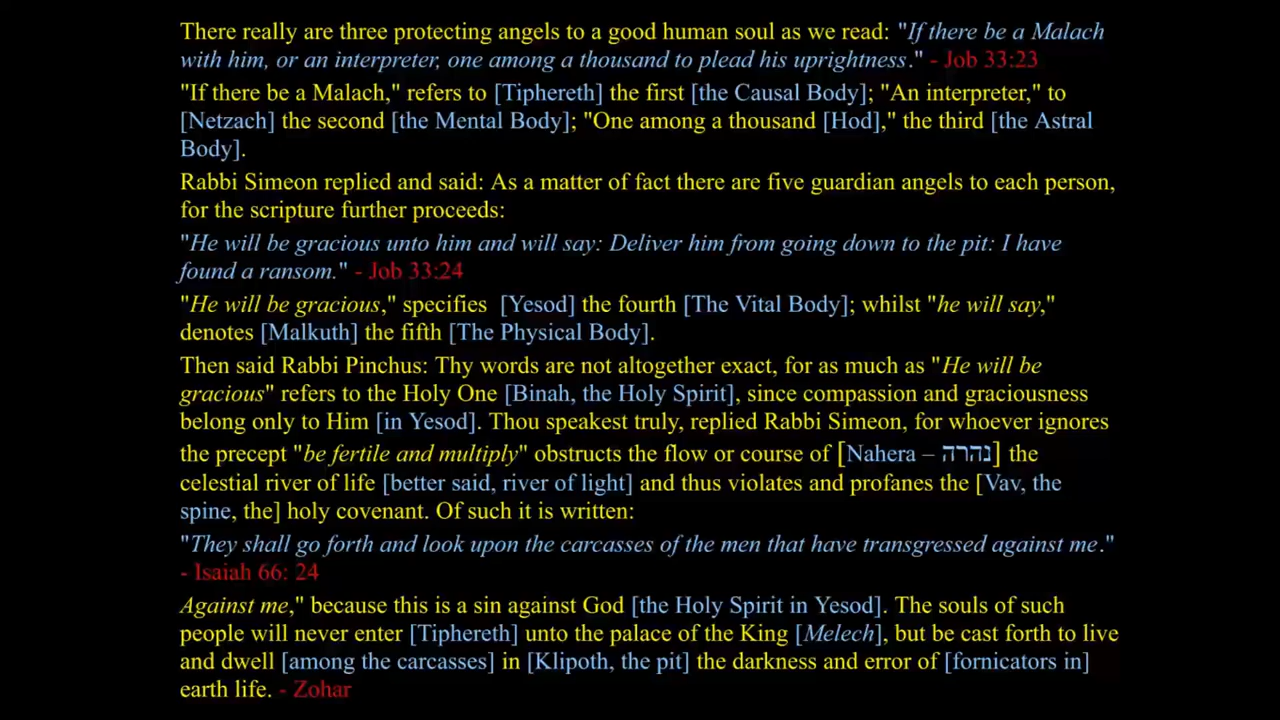 There really are three protecting angels to a good human soul as we read: "If there be a Malach
with him, or an interpreter, one among a thousand to plead his uprightness." - Job 33:23
"If there be a Malach," refers to [Tiphereth] the first [the Causal Body]; "An interpreter," to
[Netzach] the second [the Mental Body]; "One among a thousand [Hod]," the third [the Astral
Body].
Rabbi Simeon replied and said: As a matter of fact there are five guardian angels to each person,
for the scripture further proceeds:
"He will be gracious unto him and will say: Deliver him from going down to the pit: I have
found a ransom." - Job 33:24
"He will be gracious," specifies [Yesod] the fourth [The Vital Body]; whilst "he will say,"
denotes [Malkuth] the fifth [The Physical Body].
Then said Rabbi Pinchus: Thy words are not altogether exact, for as much as "He will be
gracious" refers to the Holy One [Binah, the Holy Spirit], since compassion and graciousness
belong only to Him [in Yesod]. Thou speakest truly, replied Rabbi Simeon, for whoever ignores
the precept "be fertile and multiply" obstructs the flow or course of [Nahera – נהרה] the
celestial river of life [better said, river of light] and thus violates and profanes the [Vav, the
spine, the] holy covenant. Of such it is written:
"They shall go forth and look upon the carcasses of the men that have transgressed against me."
- Isaiah 66: 24
Against me," because this is a sin against God [the Holy Spirit in Yesod]. The souls of such
people will never enter [Tiphereth] unto the palace of the King [Melech], but be cast forth to live
and dwell [among the carcasses] in [Klipoth, the pit] the darkness and error of [fornicators in]
earth life. - Zohar